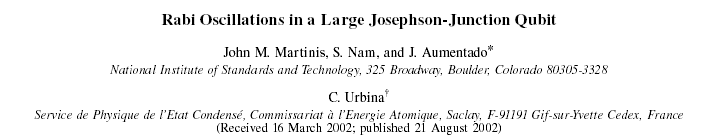 Rabi Oscillations in a Large Josephson-Junction Qubit
John M. Martinis, S. Nam, and J. Aumentado*
National Institute of Standards and Technology, 325 Broadway, Boulder, Colorado 80305-3328
C. Urbina†
Service de Physique de l'Etat Condensé, Commissariat à l'Energie Atomique, Saclay, F-91191 Gif-sur-Yvette Cedex, France
(Received 16 March 2002; published 21 August 2002)